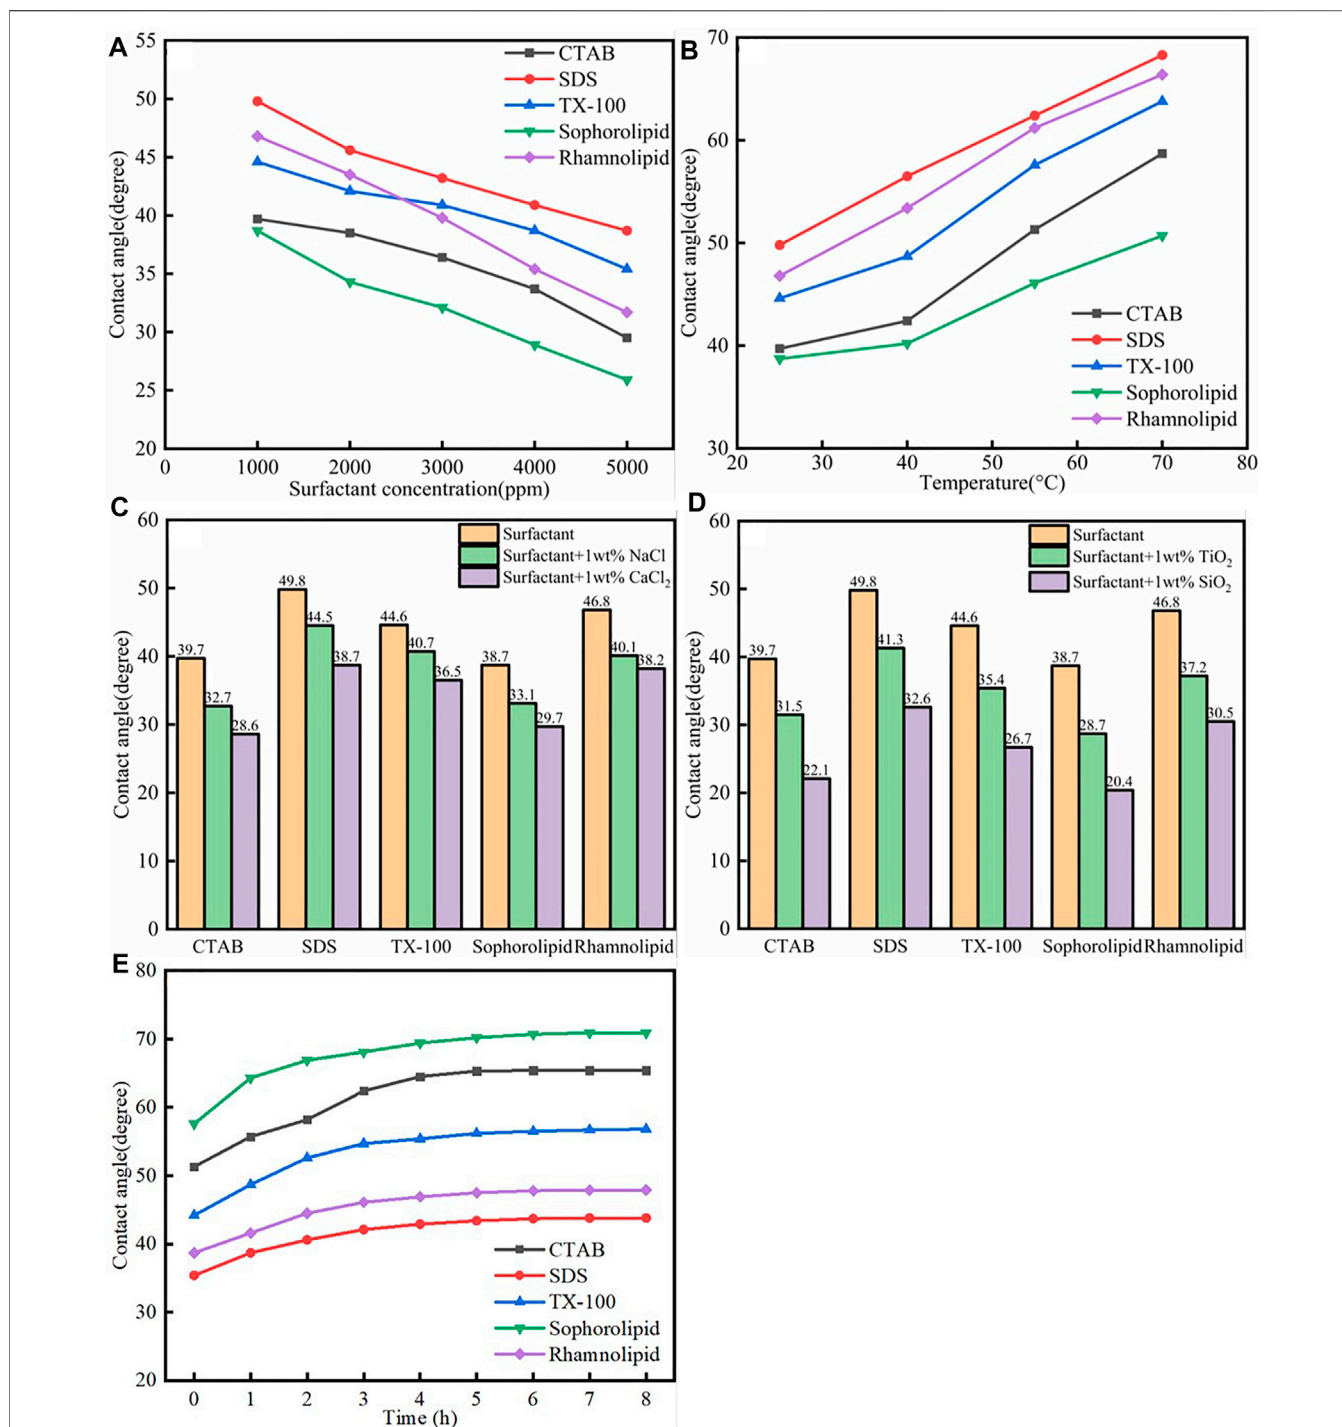 A
55
50
45
40
35
30
25
20
0
1000
2000
3000
4000
5000
Contact angle(degree)
Surfactant concentration(ppm)
CTAB
SDS
TX-100
Sophorolipid
Rhamnolipid
B
70
60
50
40
30
20
30
40
50
60
70
80
Contact angle(degree)
Temperature(°C)
CTAB
SDS
TX-100
Sophorolipid
Rhamnolipid
C
60
50
40
30
20
10
0
Contact angle(degree)
Surfactant
Surfactant+1wt% NaCl
Surfactant+1wt% CaCl₂
39.7
32.7
28.6
49.8
44.5
38.7
44.6
40.7
36.5
38.7
33.1
29.7
46.8
40.1
38.2
CTAB
SDS
TX-100
Sophorolipid
Rhamnolipid
D
60
50
40
30
20
10
0
Contact angle(degree)
Surfactant
Surfactant+1wt% TiO₂
Surfactant+1wt% SiO₂
39.7
31.5
22.1
49.8
41.3
32.6
44.6
35.4
26.7
38.7
28.7
20.4
46.8
37.2
30.5
CTAB
SDS
TX-100
Sophorolipid
Rhamnolipid
E
80
70
60
50
40
30
20
0
1
2
3
4
5
6
7
8
Contact angle(degree)
Time (h)
CTAB
SDS
TX-100
Sophorolipid
Rhamnolipid